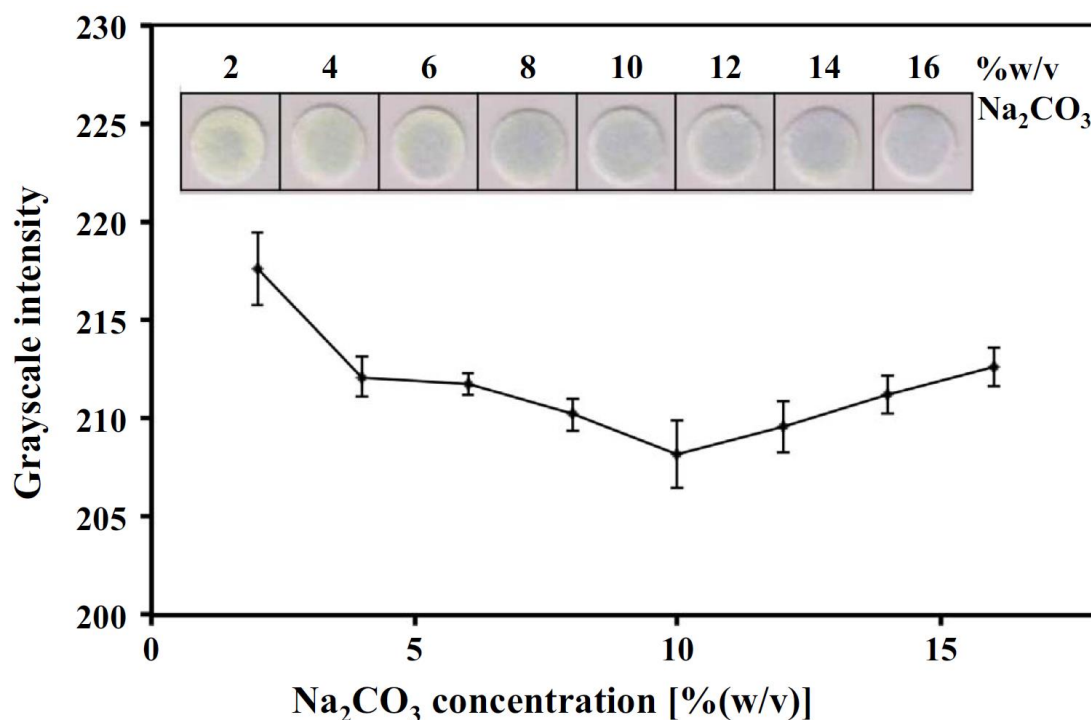 230
2 4 6 8 10 12 14 16 %w/v
Na₂CO₃
225
220
215
210
205
200
0 5 10 15
Grayscale intensity
Na₂CO₃ concentration [%(w/v)]